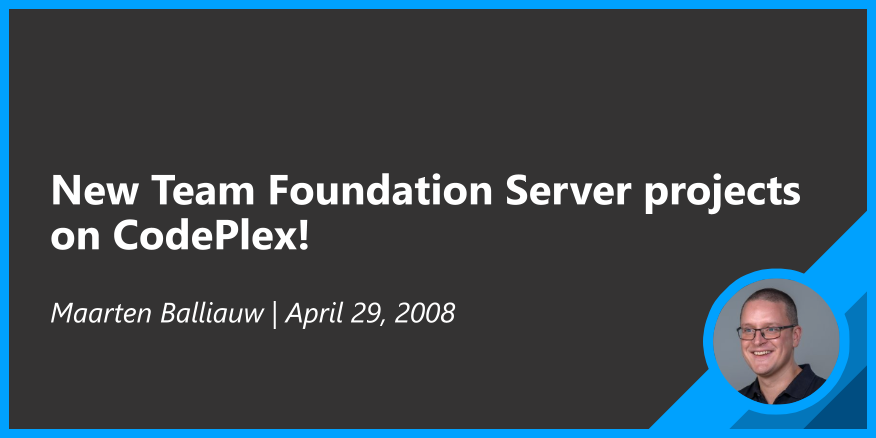 New Team Foundation Server projects
on CodePlex!
Maarten Balliauw | April 29, 2008